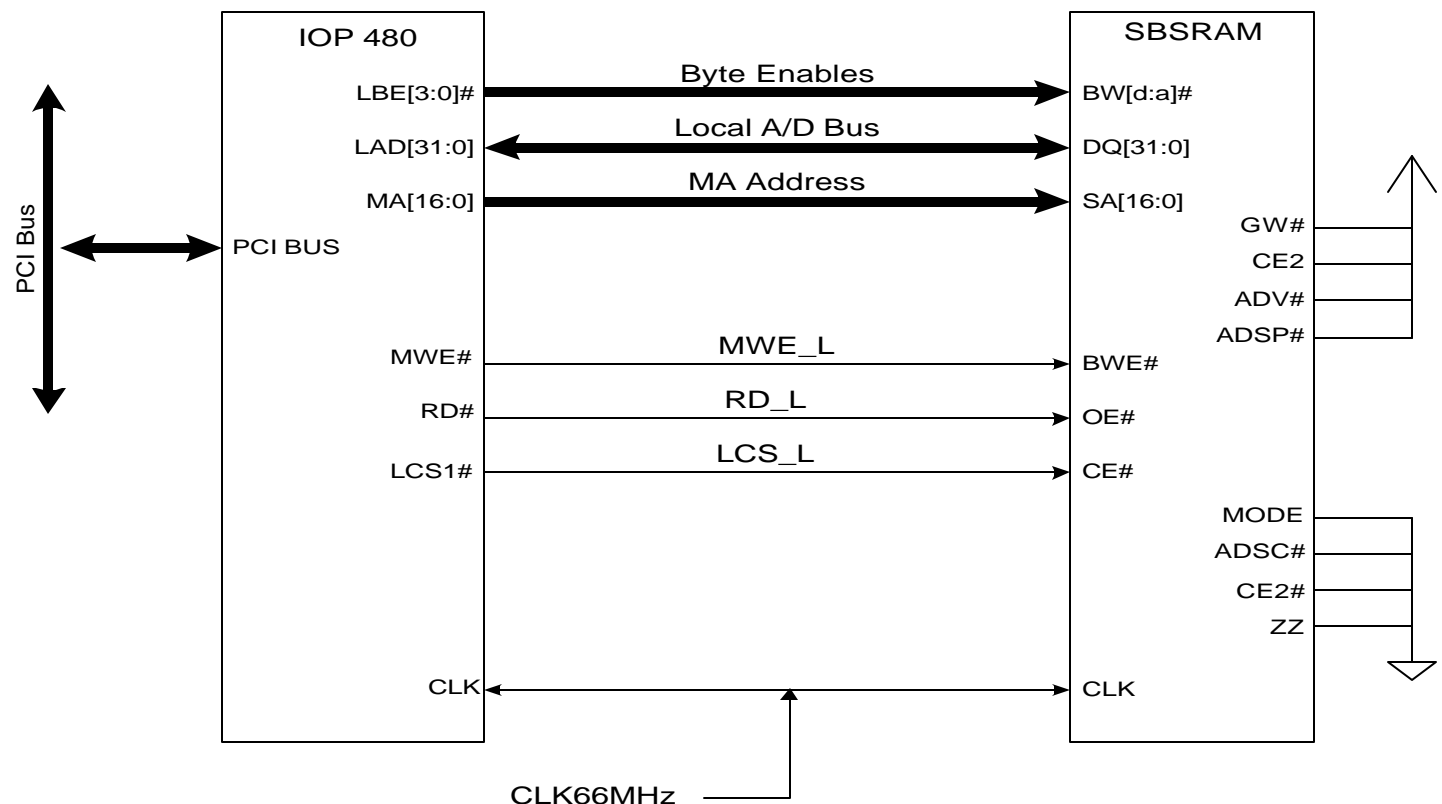 IOP 480
SBSRAM
LBE[3:0]#
Byte Enables
BW[d:a]#
LAD[31:0]
Local A/D Bus
DQ[31:0]
MA[16:0]
MA Address
SA[16:0]
PCI Bus
PCI BUS
GW#
CE2
ADV#
ADSP#
MWE#
MWE_L
BWE#
RD#
RD_L
OE#
LCS1#
LCS_L
CE#
MODE
ADSC#
CE2#
ZZ
CLK
CLK
CLK66MHz